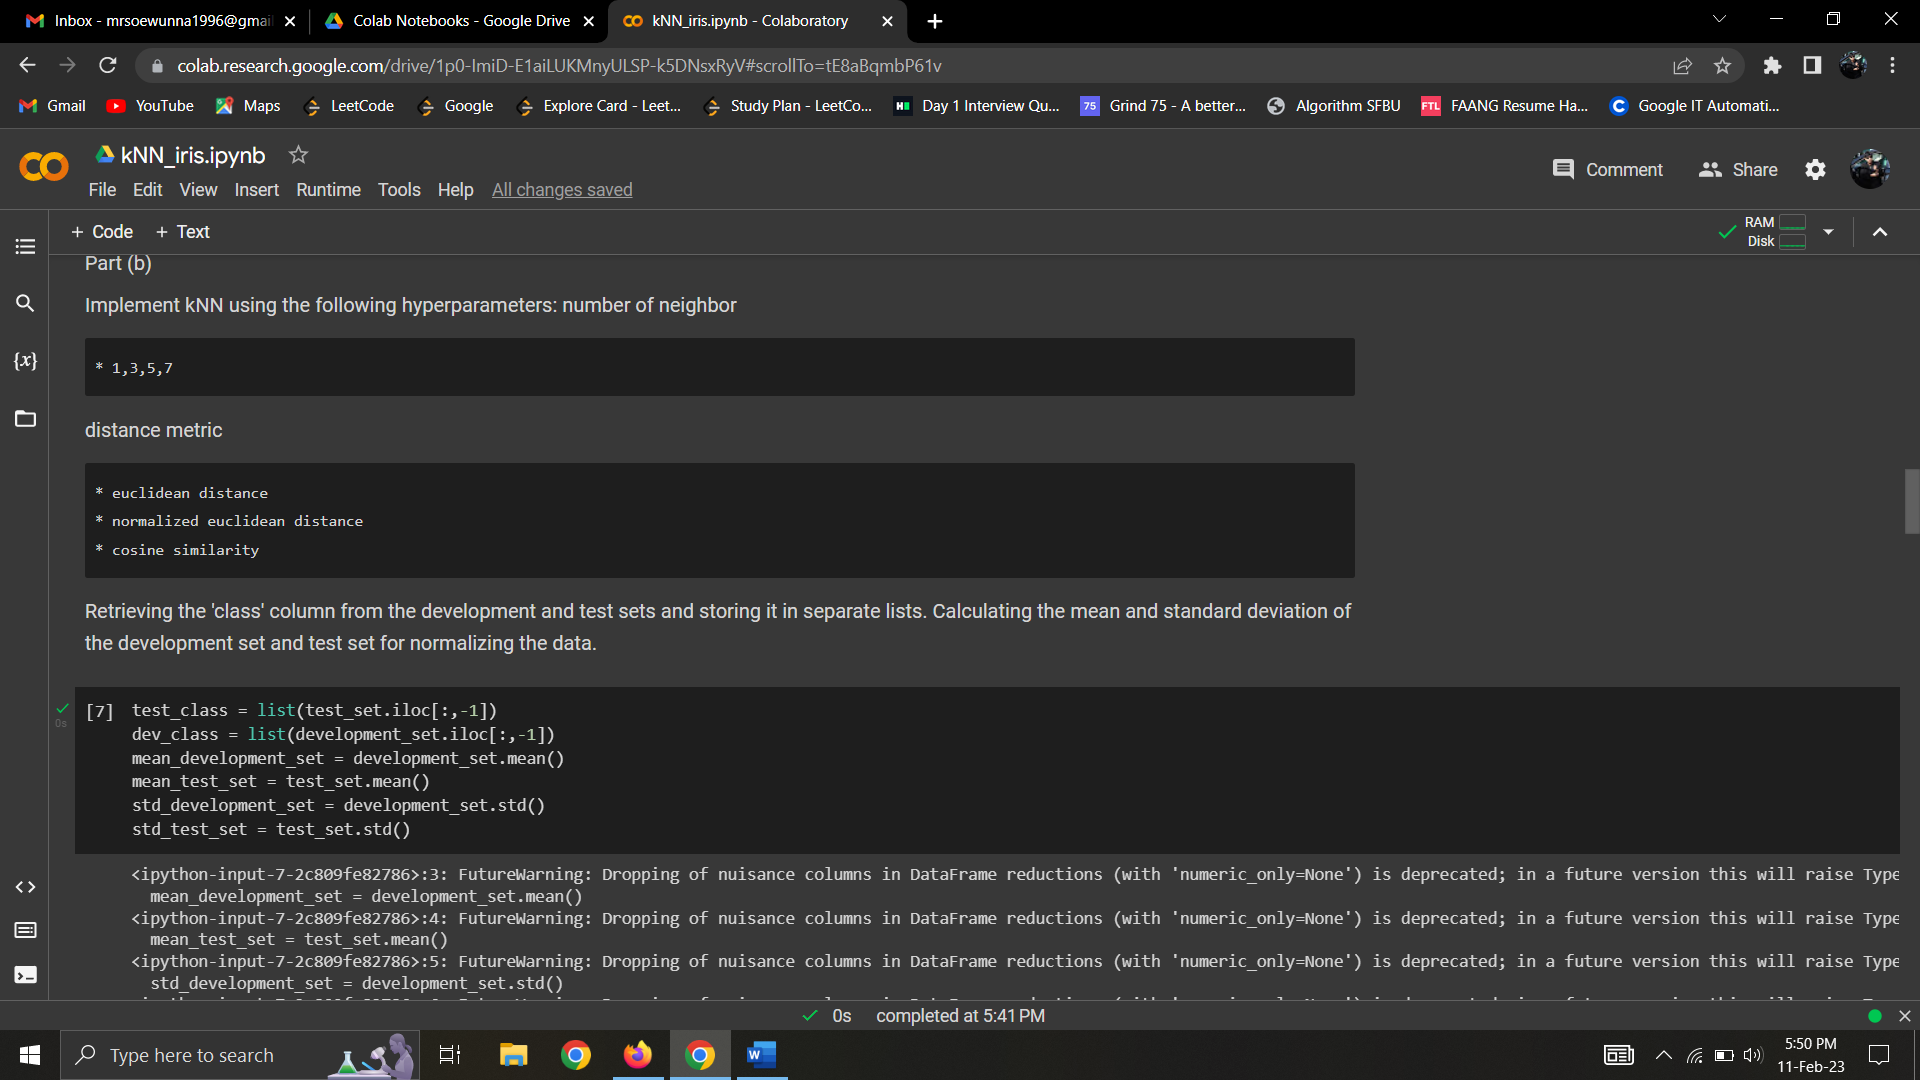 Inbox - mrsoewunna1996@gmai
Colab Notebooks - Google Drive
kNN_iris.ipynb - Colaboratory
colab.research.google.com/drive/1p0-ImiD-E1aiLUKMnyULSP-k5DNsxRyV#scrollTo=tE8aBqmbP61v
Gmail YouTube Maps LeetCode Google Explore Card - Leet... Study Plan - LeetCo... Day 1 Interview Qu... Grind 75 - A better... Algorithm SFBU FAANG Resume Ha... Google IT Automati...
kNN_iris.ipynb
File Edit View Insert Runtime Tools Help All changes saved
Comment Share
+ Code + Text
RAM
Disk
Part (b)
Implement kNN using the following hyperparameters: number of neighbor
* 1,3,5,7
distance metric
* euclidean distance
* normalized euclidean distance
* cosine similarity
Retrieving the 'class' column from the development and test sets and storing it in separate lists. Calculating the mean and standard deviation of
the development set and test set for normalizing the data.
0s
[7] test_class = list(test_set.iloc[:,-1])
dev_class = list(development_set.iloc[:,-1])
mean_development_set = development_set.mean()
mean_test_set = test_set.mean()
std_development_set = development_set.std()
std_test_set = test_set.std()
<ipython-input-7-2c809fe82786>:3: FutureWarning: Dropping of nuisance columns in DataFrame reductions (with 'numeric_only=None') is deprecated; in a future version this will raise Type
mean_development_set = development_set.mean()
<ipython-input-7-2c809fe82786>:4: FutureWarning: Dropping of nuisance columns in DataFrame reductions (with 'numeric_only=None') is deprecated; in a future version this will raise Type
mean_test_set = test_set.mean()
<ipython-input-7-2c809fe82786>:5: FutureWarning: Dropping of nuisance columns in DataFrame reductions (with 'numeric_only=None') is deprecated; in a future version this will raise Type
std_development_set = development_set.std()
0s completed at 5:41 PM
Type here to search
5:50 PM
11-Feb-23